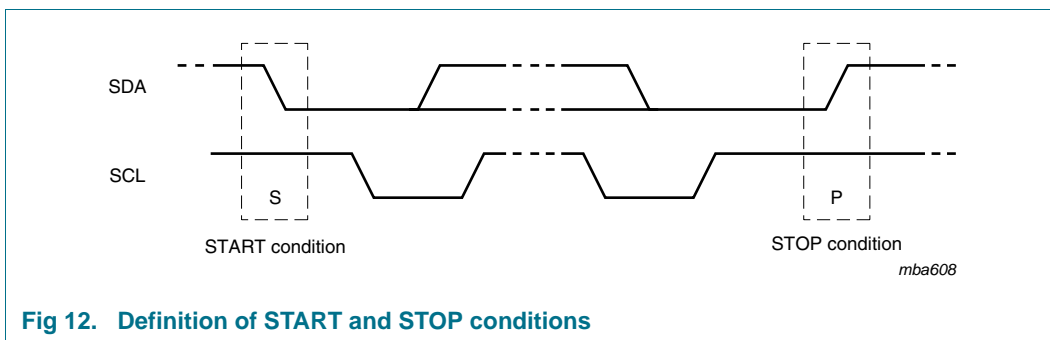 SDA
SCL
S
P
START condition
STOP condition
mba608
Fig 12. Definition of START and STOP conditions